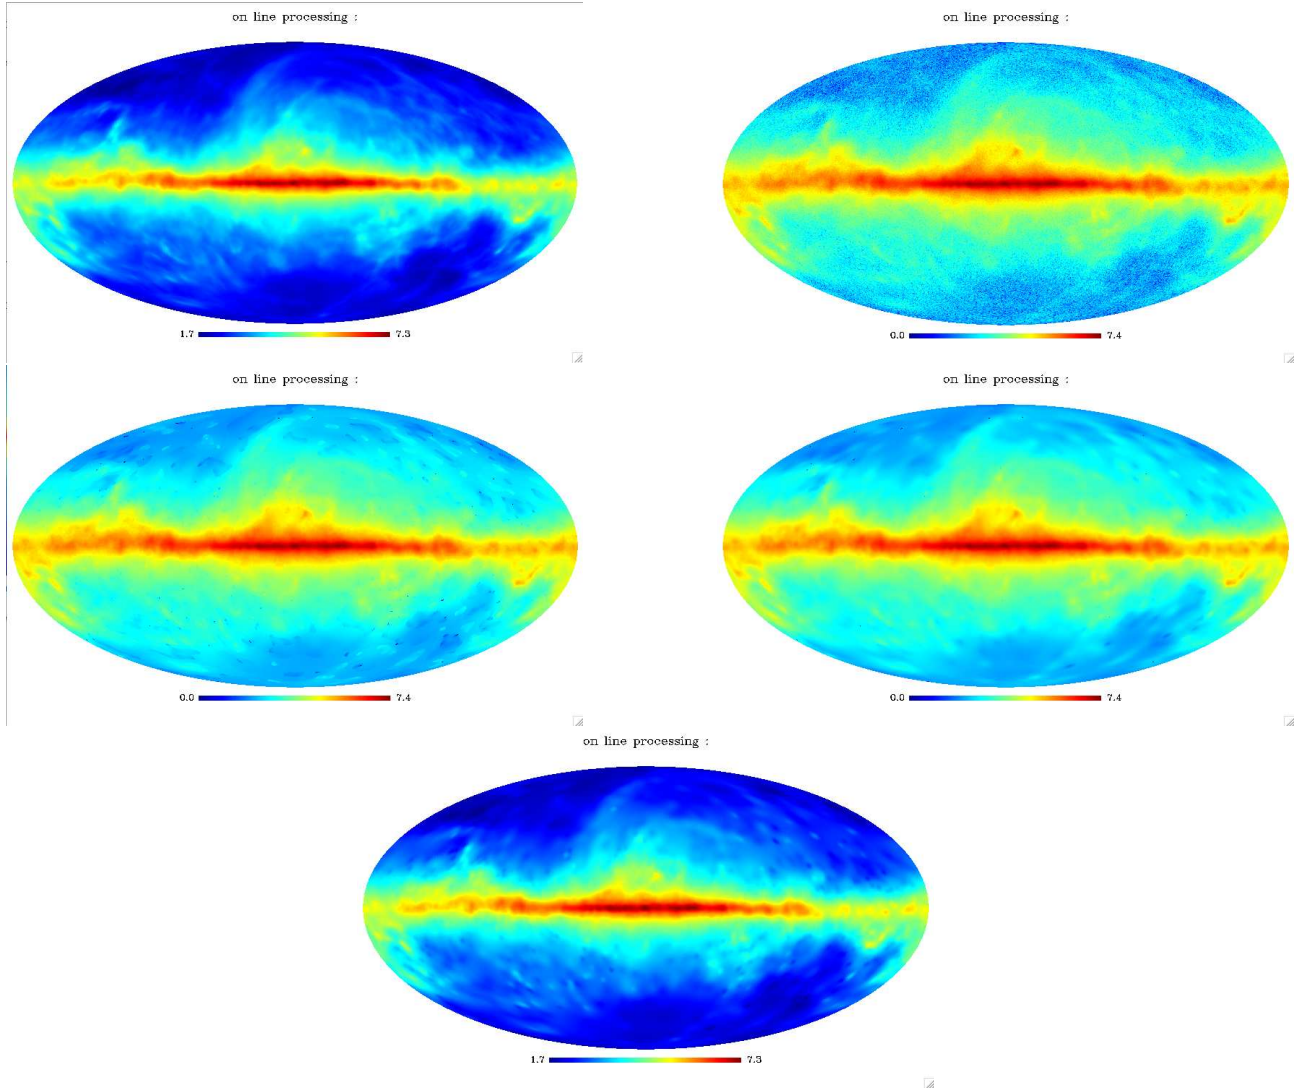 on line processing :
on line processing :
1.7 7.3
0.0 7.4
on line processing :
on line processing :
0.0 7.4
0.0 7.4
on line processing :
1.7 7.3